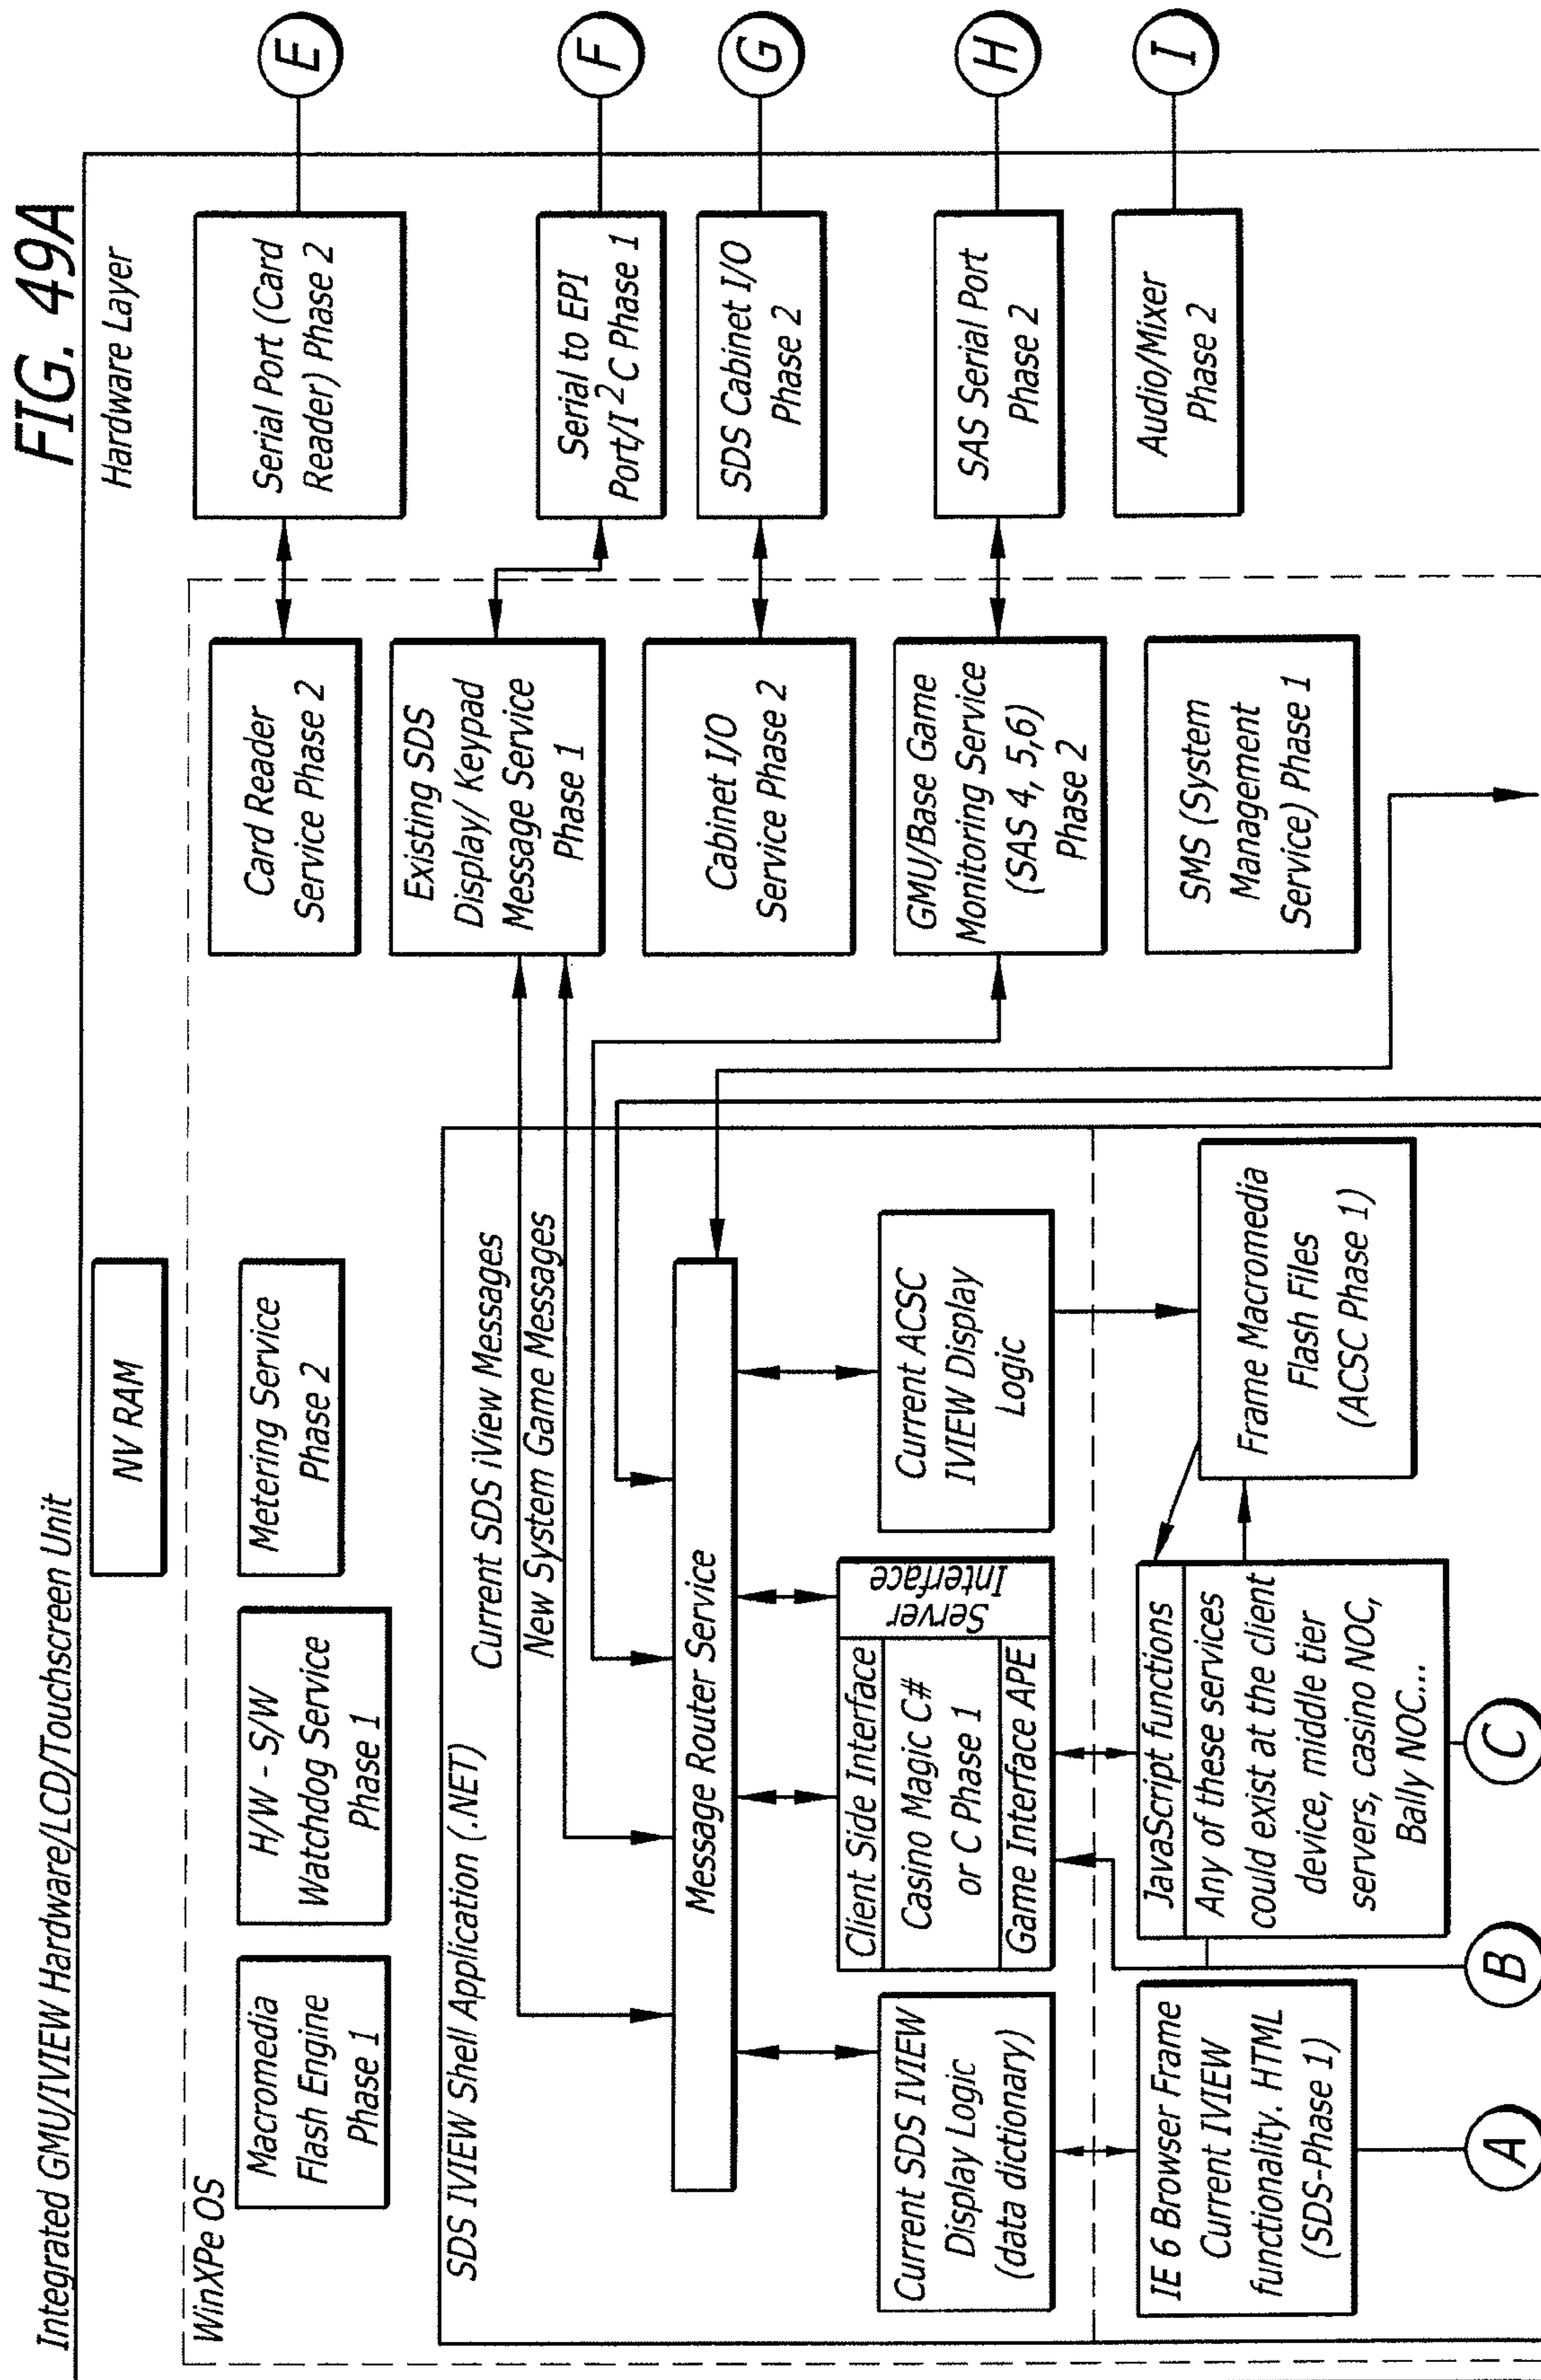 FIG. 49A
Integrated GMU/IVIEW Hardware/LCD/Touchscreen Unit
Hardware Layer
NV RAM
WinXPe OS
Macromedia
Flash Engine
Phase 1
H/W - S/W
Watchdog Service
Phase 1
Metering Service
Phase 2
Card Reader
Service Phase 2
Serial Port (Card
Reader) Phase 2
E
Existing SDS
Display/ Keypad
Message Service
Phase 1
Serial to EPI
Port/I²C Phase 1
F
Cabinet I/O
Service Phase 2
SDS Cabinet I/O
Phase 2
G
GMU/Base Game
Monitoring Service
(SAS 4, 5,6)
Phase 2
SAS Serial Port
Phase 2
H
SMS (System
Management
Service) Phase 1
Audio/Mixer
Phase 2
I
SDS IVIEW Shell Application (.NET)
Current SDS iView Messages
New System Game Messages
Message Router Service
Current SDS IVIEW
Display Logic
(data dictionary)
Client Side Interface
Casino Magic C#
or C Phase 1
Game Interface APE
Server
Interface
Current ACSC
IVIEW Display
Logic
IE 6 Browser Frame
Current IVIEW
functionality. HTML
(SDS-Phase 1)
JavaScript functions
Any of these services
could exist at the client
device, middle tier
servers, casino NOC,
Bally NOC...
Frame Macromedia
Flash Files
(ACSC Phase 1)
A
B
C